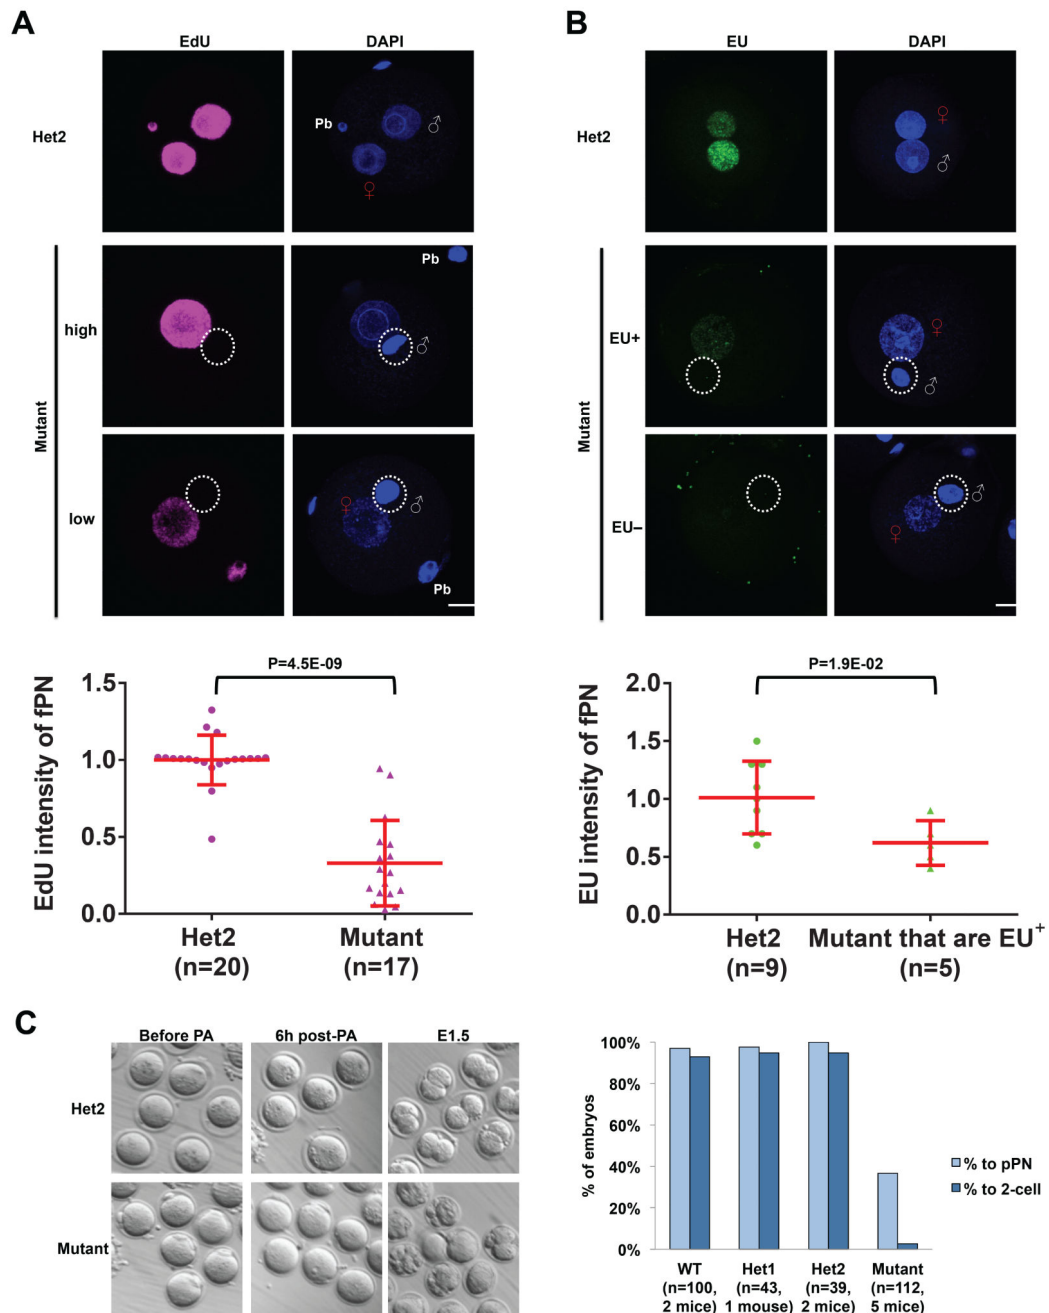 A
EdU
DAPI
Het2
Pb
♂
♀
Mutant
high
Pb
♂
low
♀
♂
Pb
P=4.5E-09
EdU intensity of fPN
1.5
1.0
0.5
0.0
Het2
(n=20)
Mutant
(n=17)
B
EU
DAPI
Het2
♀
♂
Mutant
EU+
♀
♂
EU–
♂
♀
P=1.9E-02
EU intensity of fPN
2.0
1.5
1.0
0.5
0.0
Het2
(n=9)
Mutant that are EU+
(n=5)
C
Before PA
6h post-PA
E1.5
Het2
Mutant
% of embryos
100%
80%
60%
40%
20%
0%
WT
(n=100,
2 mice)
Het1
(n=43,
1 mouse)
Het2
(n=39,
2 mice)
Mutant
(n=112,
5 mice)
% to pPN
% to 2-cell